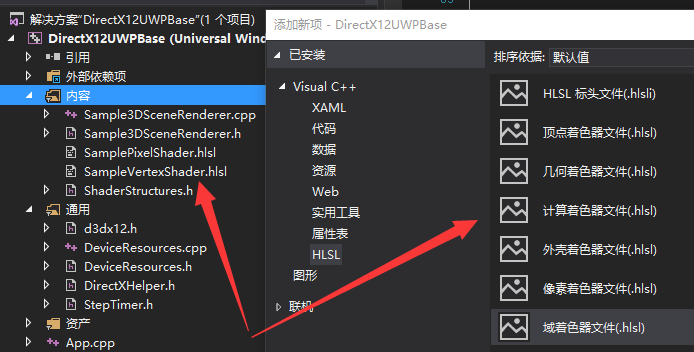 解决方案"DirectX12UWPBase"(1 个项目)
DirectX12UWPBase (Universal Wind
引用
外部依赖项
内容
Sample3DSceneRenderer.cpp
Sample3DSceneRenderer.h
SamplePixelShader.hlsl
SampleVertexShader.hlsl
ShaderStructures.h
通用
d3dx12.h
DeviceResources.cpp
DeviceResources.h
DirectXHelper.h
StepTimer.h
资产
App.cpp
添加新项 - DirectX12UWPBase
已安装
Visual C++
XAML
代码
数据
资源
Web
实用工具
属性表
HLSL
图形
联机
排序依据: 默认值
HLSL 标头文件(.hlsli)
顶点着色器文件(.hlsl)
几何着色器文件(.hlsl)
计算着色器文件(.hlsl)
外壳着色器文件(.hlsl)
像素着色器文件(.hlsl)
域着色器文件(.hlsl)